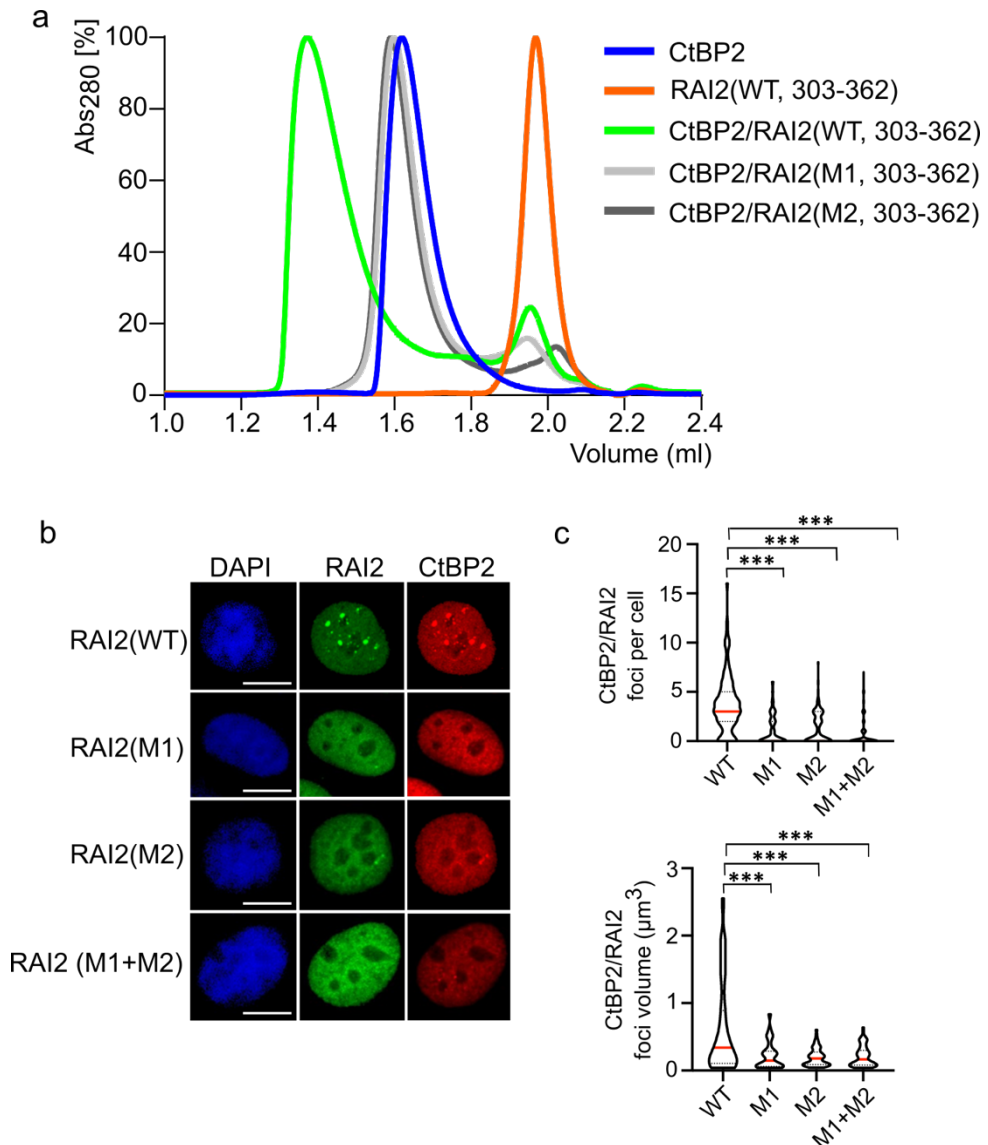 a
Abs280 [%]
100
80
60
40
20
0
1.0 1.2 1.4 1.6 1.8 2.0 2.2 2.4
Volume (ml)
CtBP2
RAI2(WT, 303-362)
CtBP2/RAI2(WT, 303-362)
CtBP2/RAI2(M1, 303-362)
CtBP2/RAI2(M2, 303-362)
b
DAPI RAI2 CtBP2
RAI2(WT)
RAI2(M1)
RAI2(M2)
RAI2 (M1+M2)
c
CtBP2/RAI2
foci per cell
20
15
10
5
0
***
***
***
WT M1 M2 M1+M2
CtBP2/RAI2
foci volume (µm³)
3
2
1
0
***
***
***
WT M1 M2 M1+M2